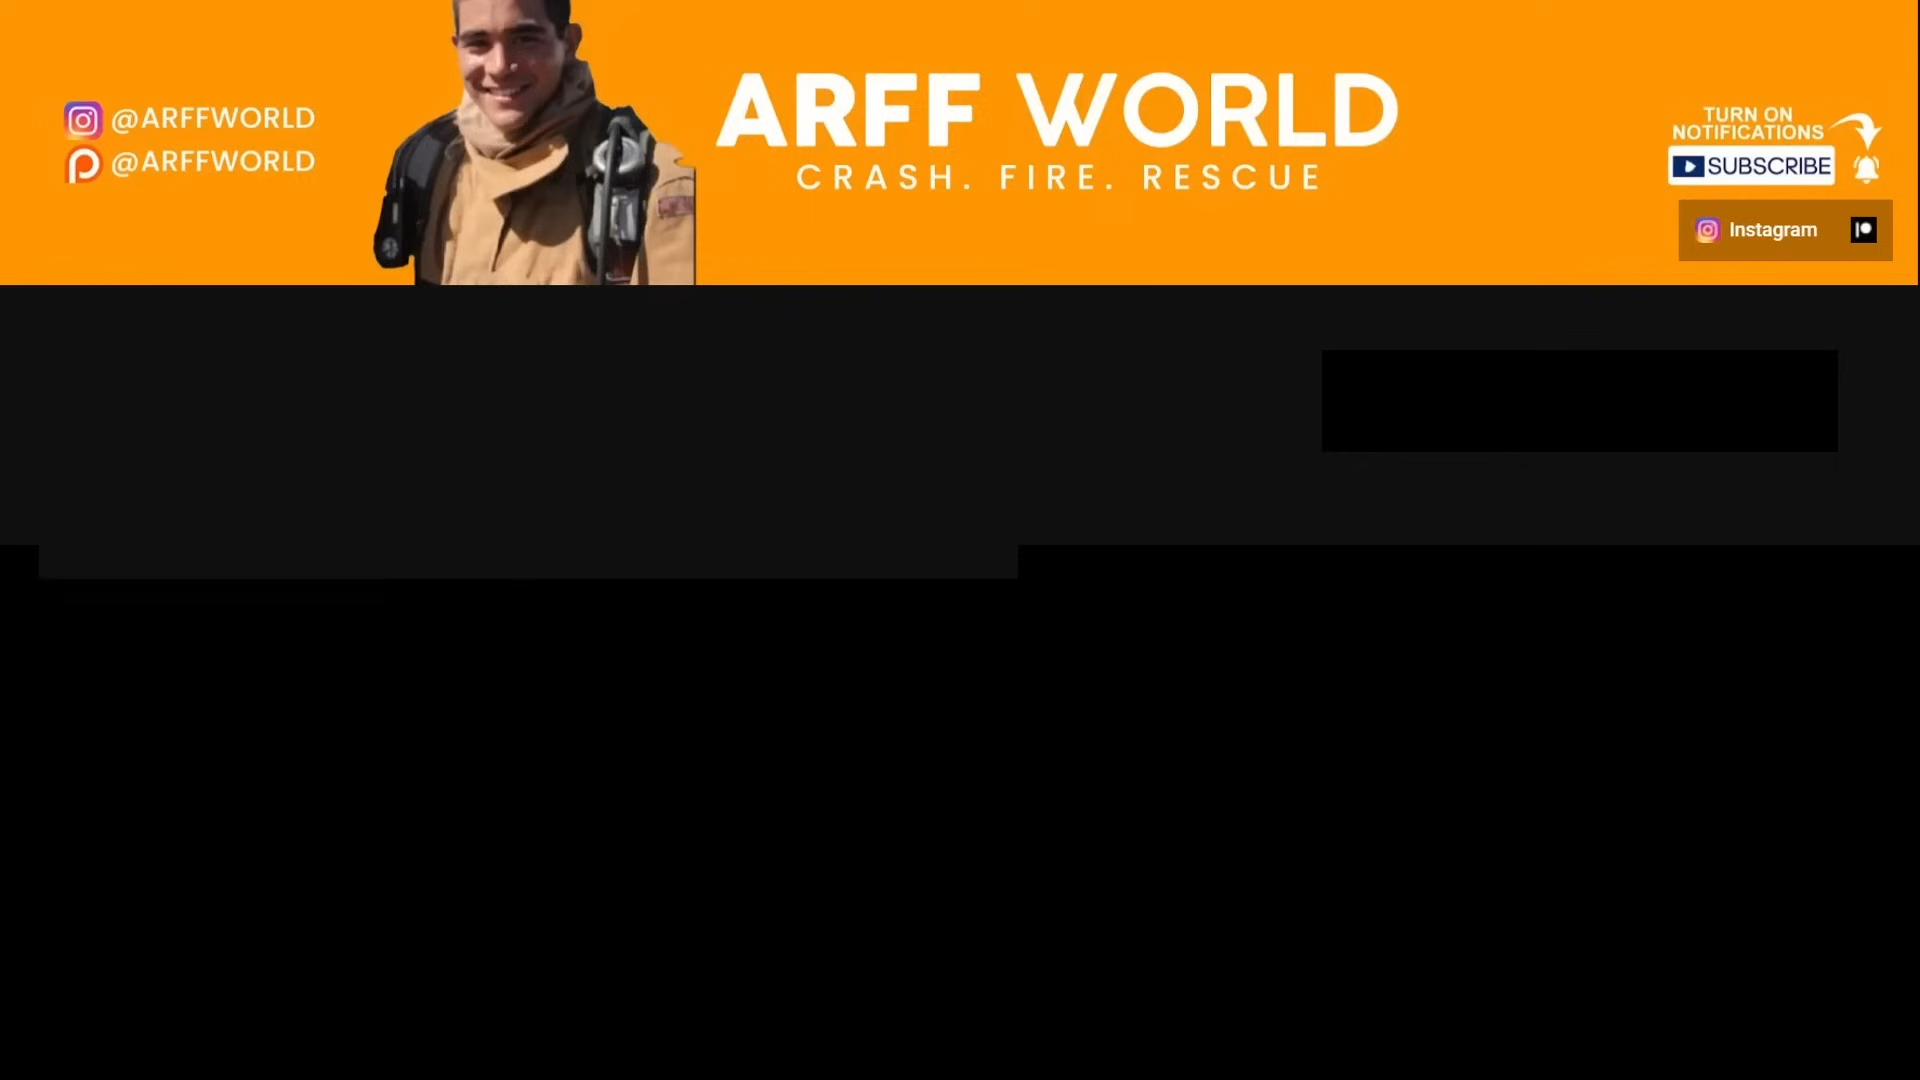 @ARFFWORLD
@ARFFWORLD
ARFF WORLD
CRASH. FIRE. RESCUE
TURN ON
NOTIFICATIONS
SUBSCRIBE
Instagram